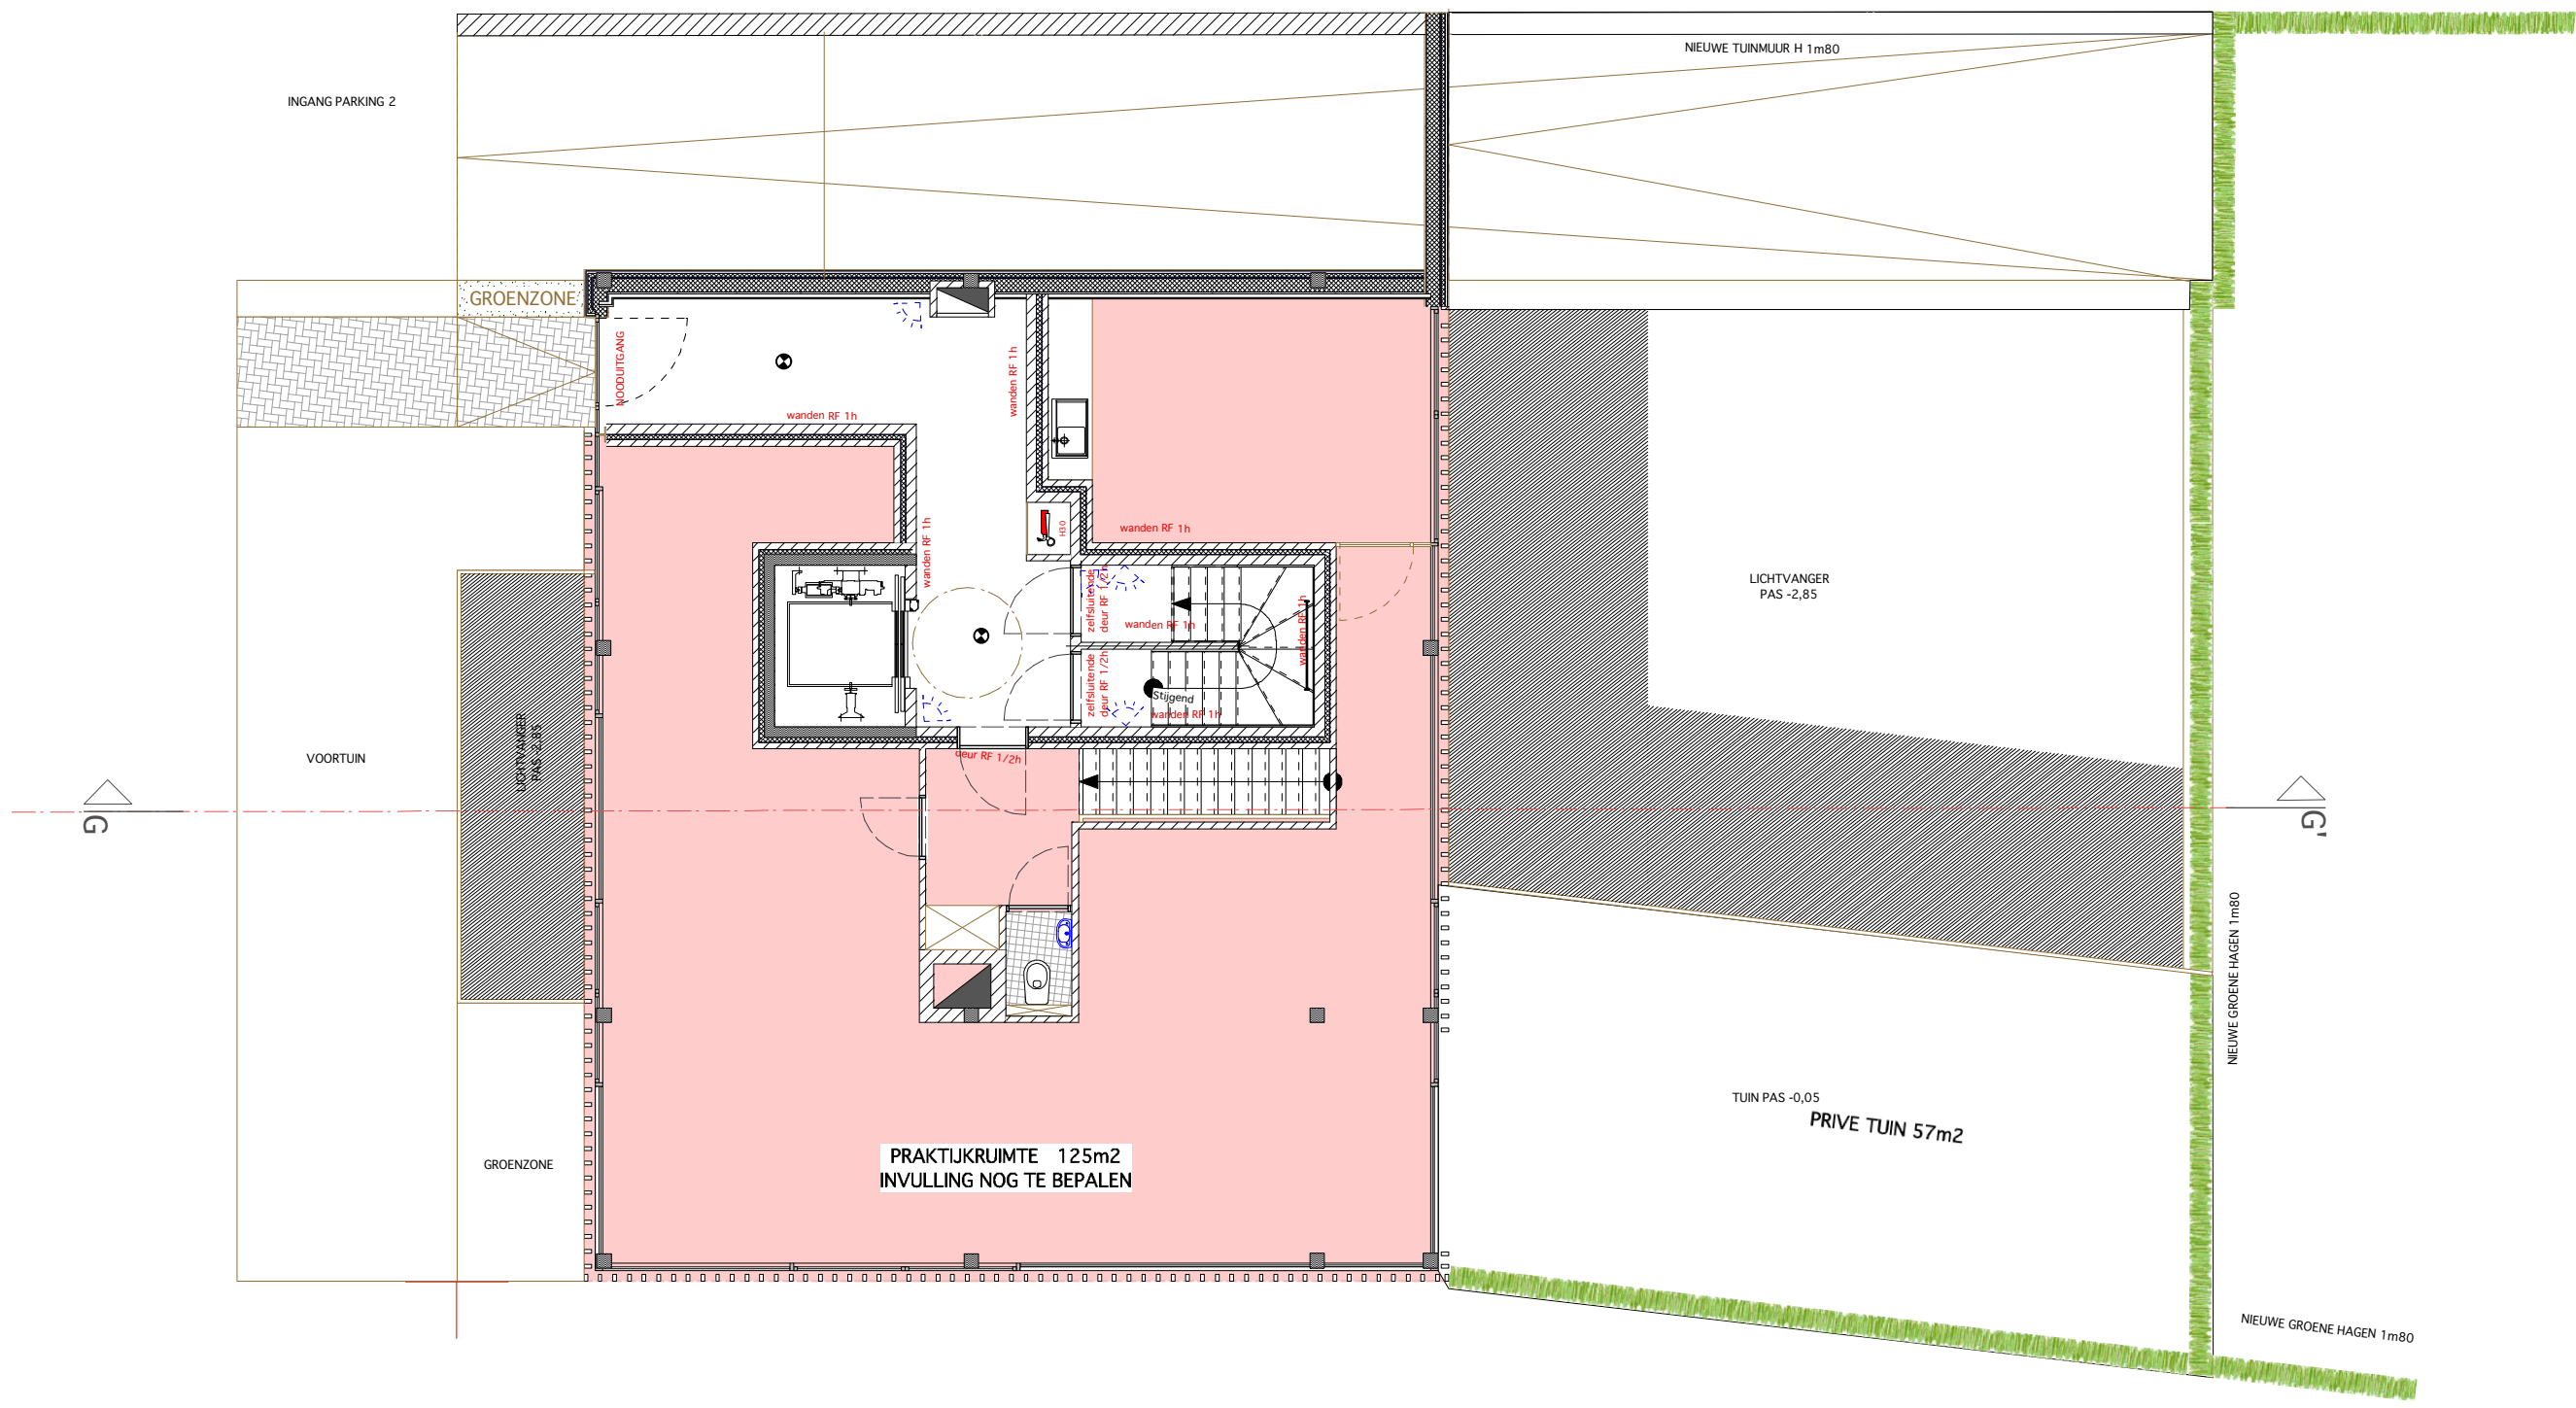 NIEUWE TUINMUUR H 1m80
INGANG PARKING 2
GROENZONE
NOODUITGANG
wanden RF 1h
wanden RF 1h
wanden RF 1h
H30
wanden RF 1h
zelfsluitende
deur RF 1/2h
wanden RF 1h
wanden RF 1h
zelfsluitende
deur RF 1/2h
Stijgend
wanden RF 1h
deur RF 1/2h
LICHTVANGER
PAS -2,85
VOORTUIN
LICHTVANGER
PAS -2,85
G
G'
NIEUWE GROENE HAGEN 1m80
TUIN PAS -0,05
PRIVE TUIN 57m2
PRAKTIJKRUIMTE 125m2
INVULLING NOG TE BEPALEN
GROENZONE
NIEUWE GROENE HAGEN 1m80